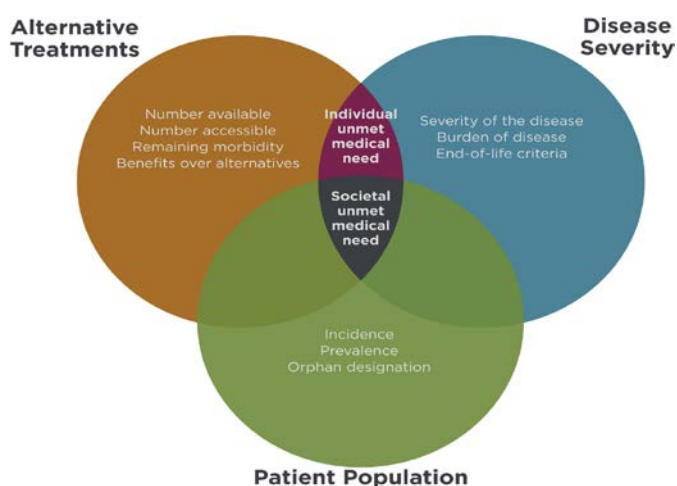 Alternative
Treatments
Disease
Severity
Number available
Number accessible
Remaining morbidity
Benefits over alternatives
Individual
unmet
medical
need
Severity of the disease
Burden of disease
End-of-life criteria
Societal
unmet
medical
need
Incidence
Prevalence
Orphan designation
Patient Population